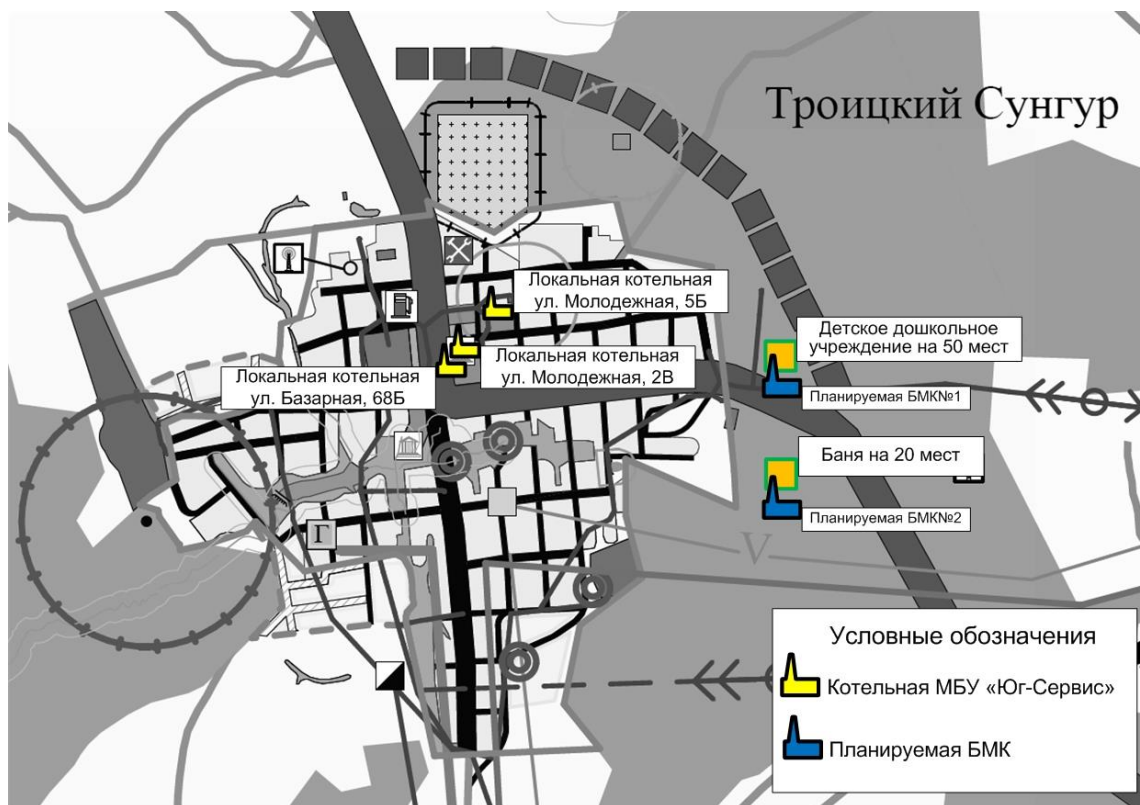 Троицкий Сунгур
Локальная котельная
ул. Молодежная, 5Б
Локальная котельная
ул. Молодежная, 2В
Локальная котельная
ул. Базарная, 68Б
Детское дошкольное
учреждение на 50 мест
Планируемая БМК№1
Баня на 20 мест
Планируемая БМК№2
Г
V
Условные обозначения
Котельная МБУ «Юг-Сервис»
Планируемая БМК